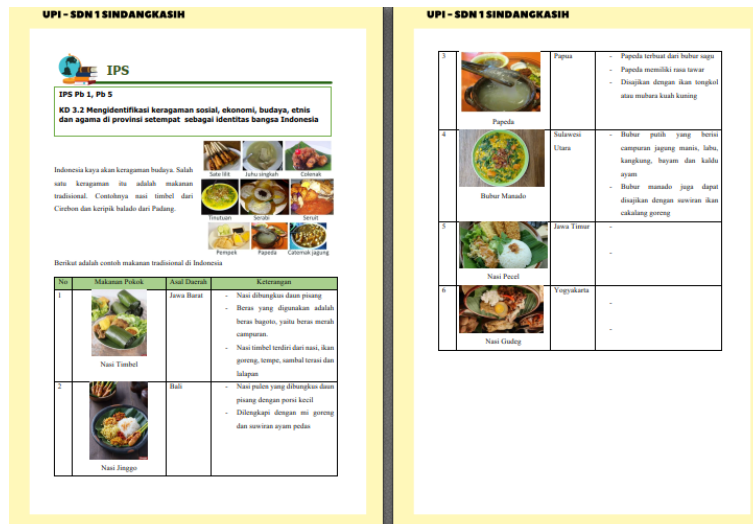 UPI - SDN 1 SINDANGKASIH
IPS
IPS Pb 1, Pb 5
KD 3.2 Mengidentifikasi keragaman sosial, ekonomi, budaya, etnis
dan agama di provinsi setempat sebagai identitas bangsa Indonesia
Indonesia kaya akan keragaman budaya. Salah
satu keragaman itu adalah makanan
tradisional. Contohnya nasi timbel dari
Cirebon dan keripik balado dari Padang.
Sate lilit Juhu singkah Colenak
Tinutuan Serabi Seruit
Pempek Papeda Catemak jagung
Berikut adalah contoh makanan tradisional di Indonesia
No Makanan Pokok Asal Daerah Keterangan
1 Jawa Barat - Nasi dibungkus daun pisang
- Beras yang digunakan adalah
beras bagoto, yaitu beras merah
campuran.
- Nasi timbel terdiri dari nasi, ikan
goreng, tempe, sambal terasi dan
lalapan
Nasi Timbel
2 Bali - Nasi pulen yang dibungkus daun
pisang dengan porsi kecil
- Dilengkapi dengan mi goreng
dan suwiran ayam pedas
Nasi Jinggo
UPI - SDN 1 SINDANGKASIH
3 Papua - Papeda terbuat dari bubur sagu
- Papeda memiliki rasa tawar
- Disajikan dengan ikan tongkol
atau mubara kuah kuning
Papeda
4 Sulawesi
Utara
- Bubur putih yang berisi
campuran jagung manis, labu,
kangkung, bayam dan kaldu
ayam
- Bubur manado juga dapat
disajikan dengan suwiran ikan
cakalang goreng
Bubur Manado
5 Jawa Timur -
-
Nasi Pecel
6 Yogyakarta -
-
Nasi Gudeg